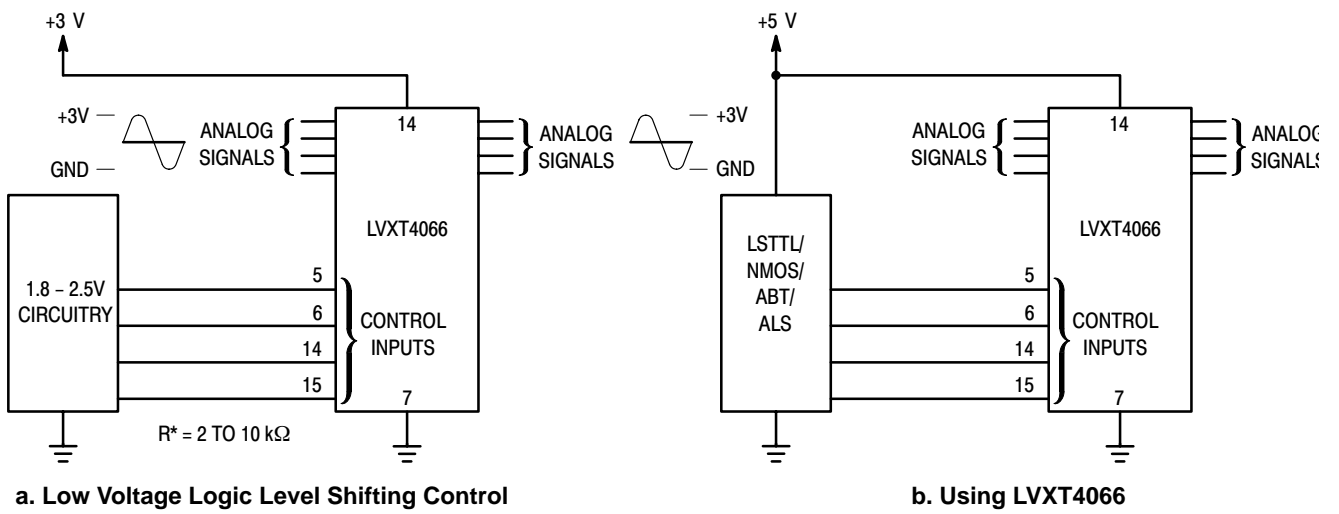 +3 V
+3V
GND
ANALOG
SIGNALS
14
ANALOG
SIGNALS
LVXT4066
1.8 – 2.5V
CIRCUITRY
5
6
14
15
CONTROL
INPUTS
7
R* = 2 TO 10 kΩ
a. Low Voltage Logic Level Shifting Control
+5 V
+3V
GND
ANALOG
SIGNALS
14
ANALOG
SIGNALS
LVXT4066
LSTTL/
NMOS/
ABT/
ALS
5
6
14
15
CONTROL
INPUTS
7
b. Using LVXT4066